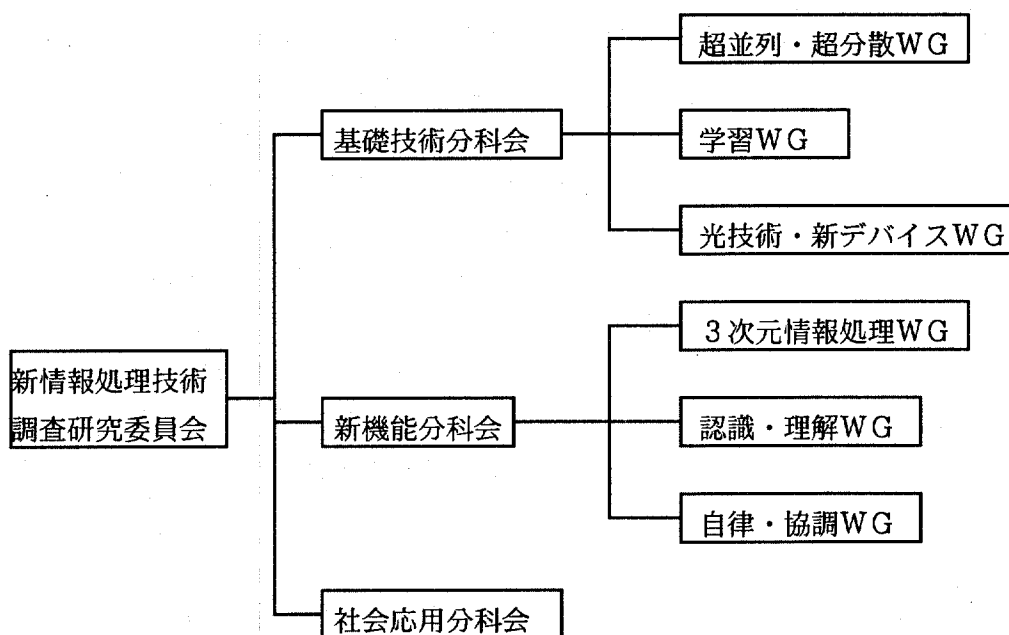 超並列・超分散ＷＧ
基礎技術分科会
学習ＷＧ
光技術・新デバイスＷＧ
３次元情報処理ＷＧ
新情報処理技術
調査研究委員会
新機能分科会
認識・理解ＷＧ
自律・協調ＷＧ
社会応用分科会